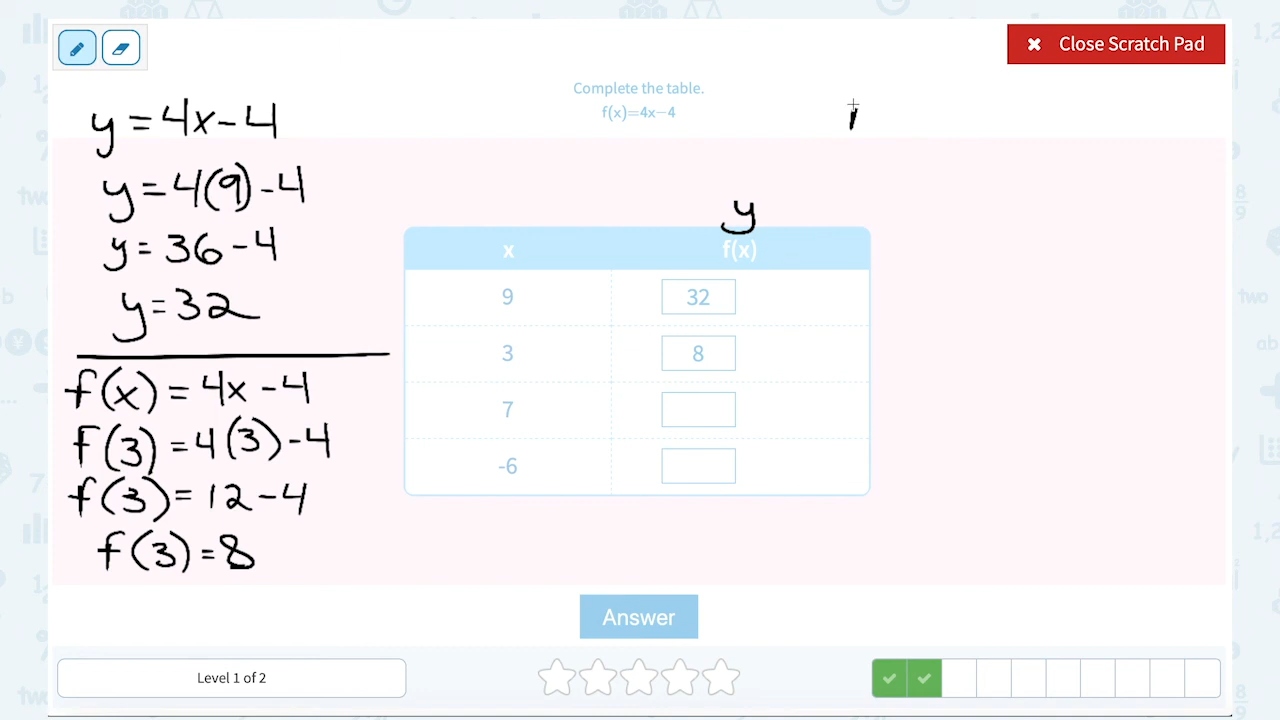 ✖ Close Scratch Pad
Complete the table.
f(x)=4x−4
y = 4x - 4
y = 4(9) - 4
y = 36 - 4
y = 32
f(x) = 4x - 4
f(3) = 4(3) - 4
f(3) = 12 - 4
f(3) = 8
y
x f(x)
9 32
3 8
7
-6
Answer
Level 1 of 2